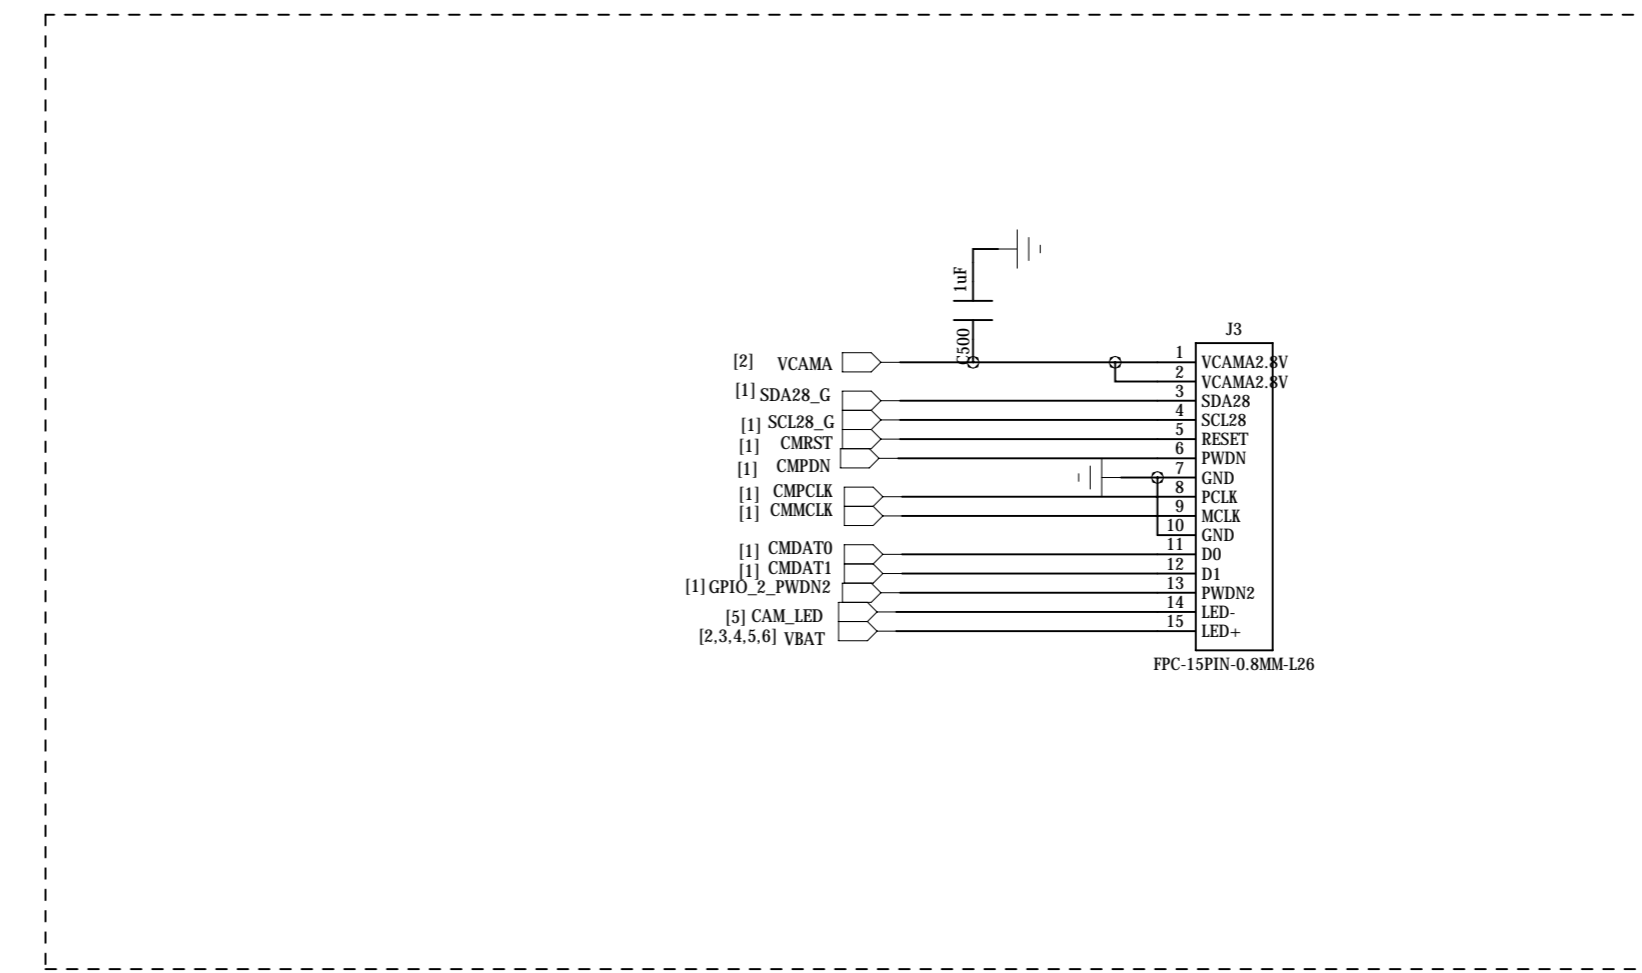 1uF
C500
J3
[2] VCAMA
1 VCAMA2.8V
2 VCAMA2.8V
[1] SDA28_G
3 SDA28
[1] SCL28_G
4 SCL28
[1] CMRST
5 RESET
[1] CMPDN
6 PWDN
7 GND
[1] CMPCLK
8 PCLK
[1] CMMCLK
9 MCLK
10 GND
[1] CMDAT0
11 D0
[1] CMDAT1
12 D1
[1] GPIO_2_PWDN2
13 PWDN2
[5] CAM_LED
14 LED-
[2,3,4,5,6] VBAT
15 LED+
FPC-15PIN-0.8MM-L26